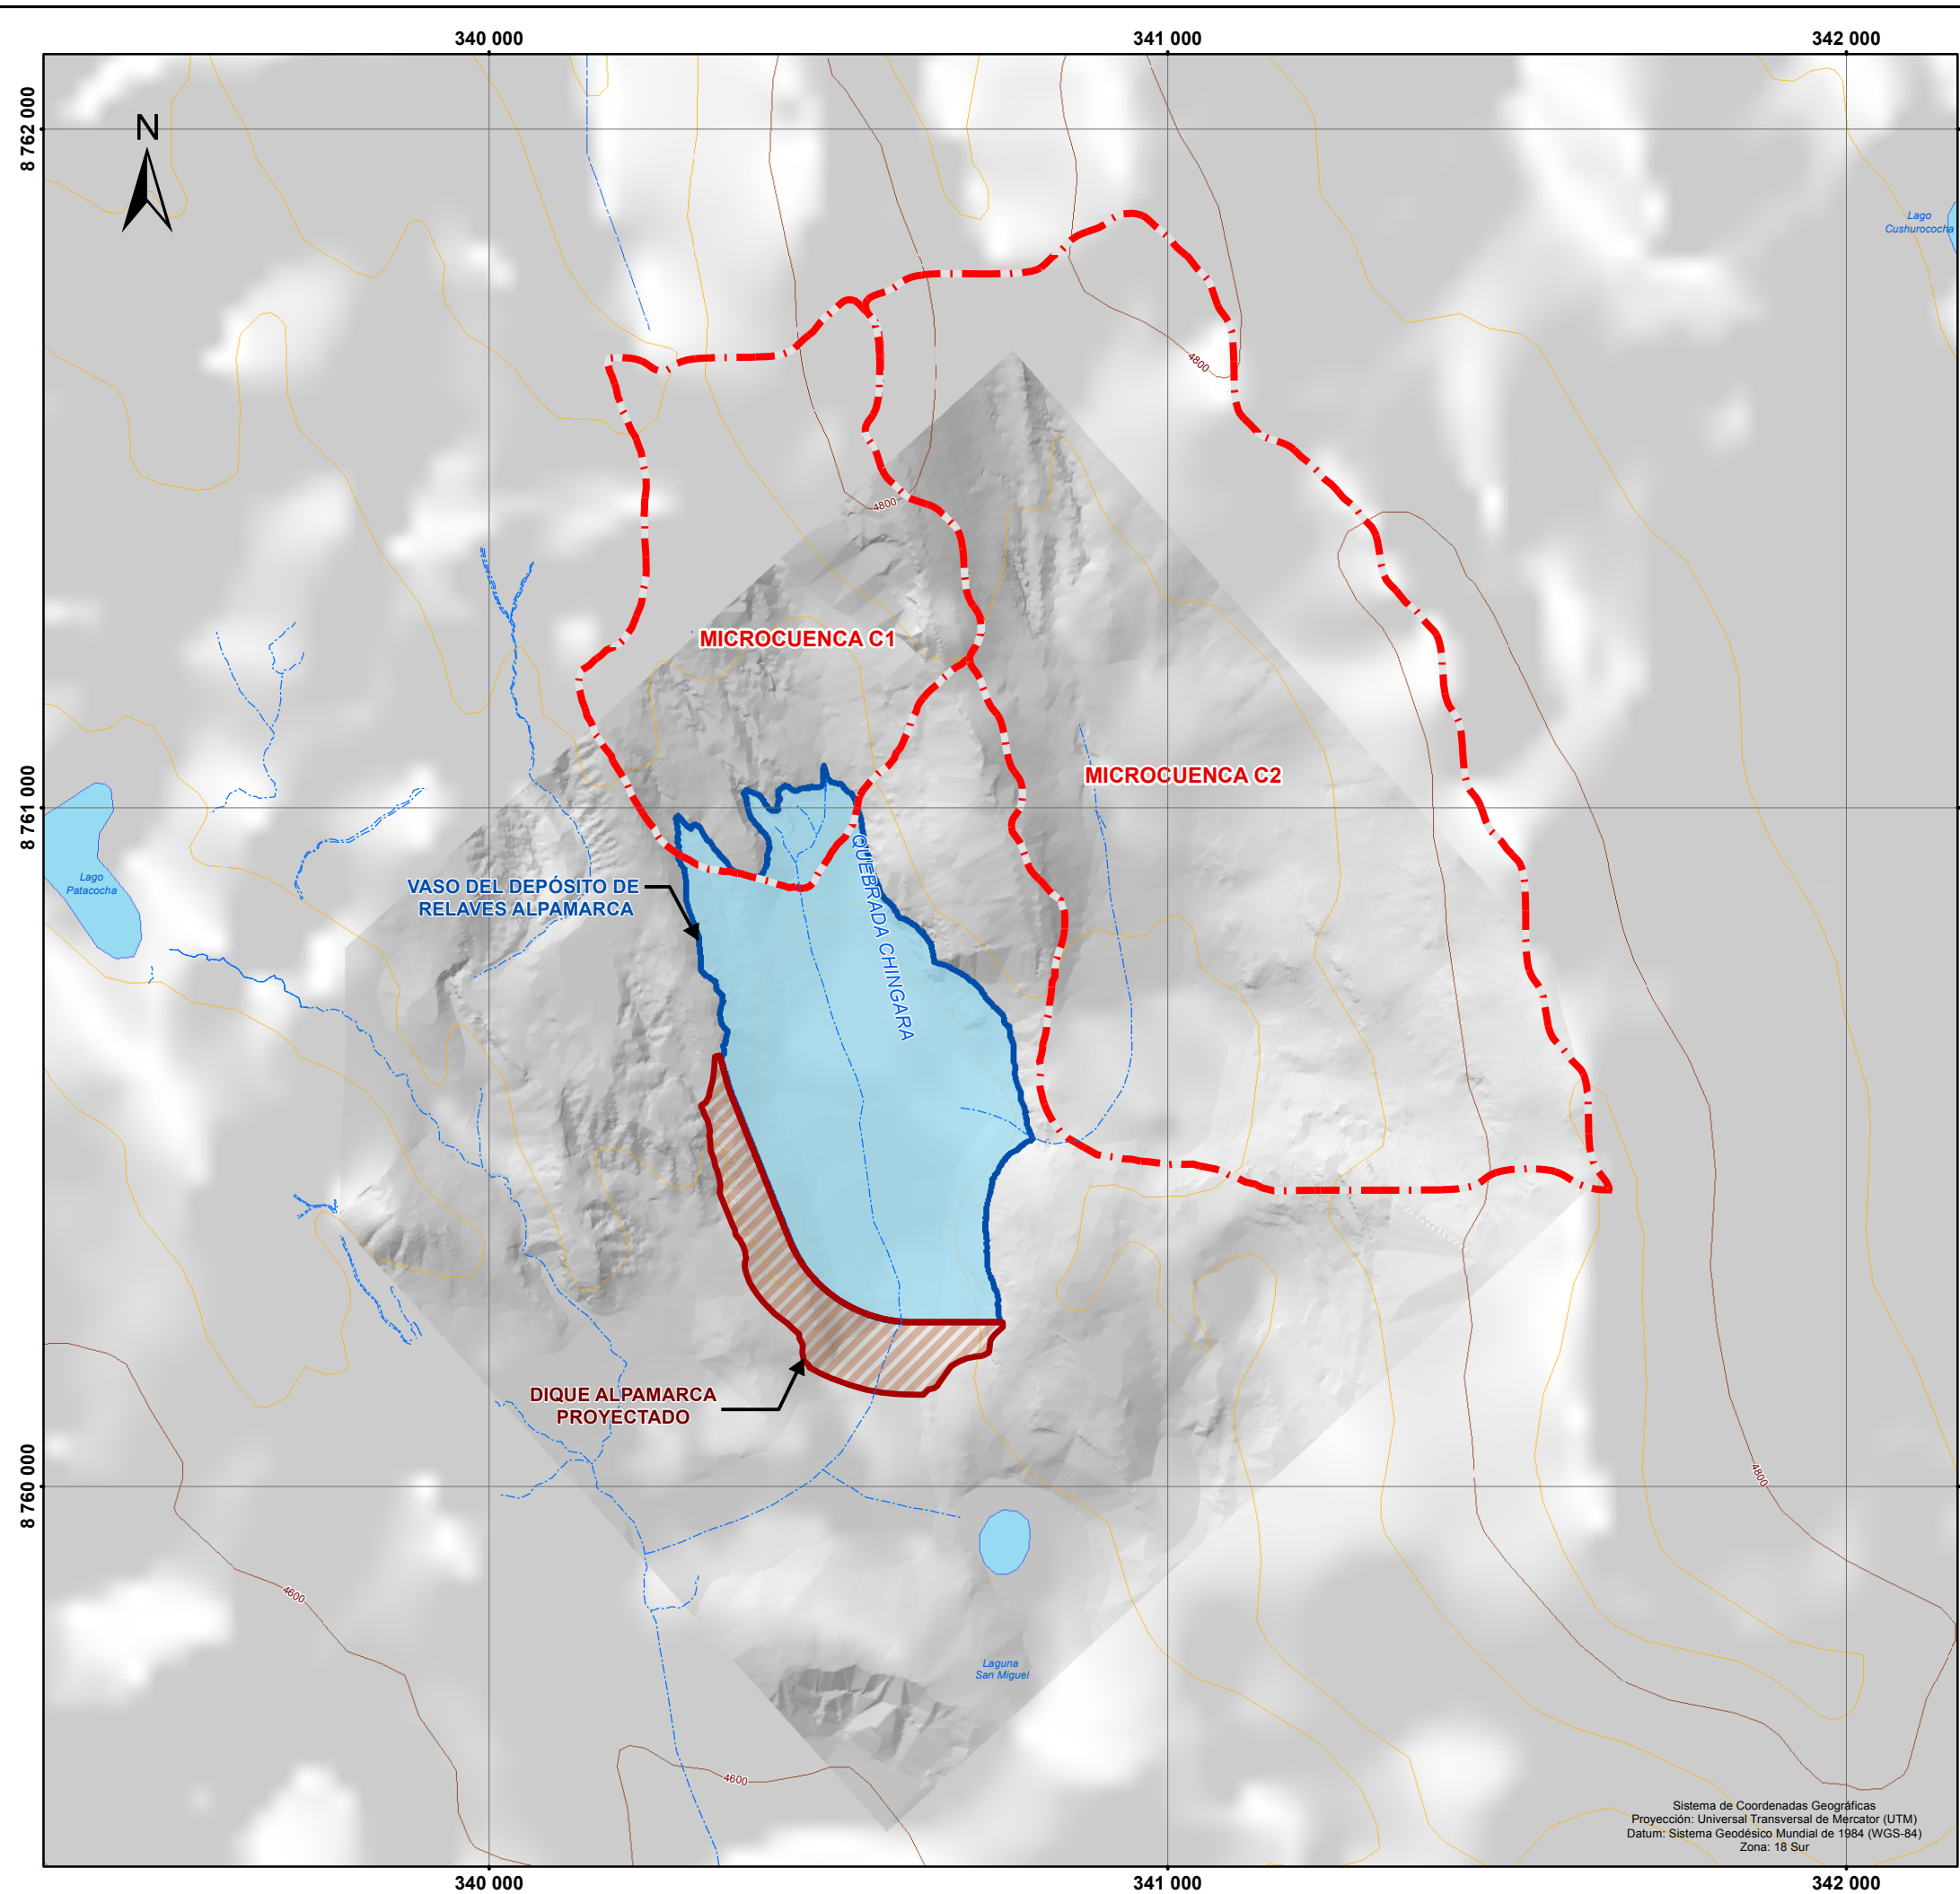 340 000
341 000
342 000
8 762 000
N
Lago
Cushurococha
4800
4800
MICROCUENCA C1
MICROCUENCA C2
8 761 000
Lago
Patacocha
QUEBRADA CHINGARA
VASO DEL DEPÓSITO DE
RELAVES ALPAMARCA
DIQUE ALPAMARCA
PROYECTADO
8 760 000
4800
4600
Laguna
San Miguel
4600
Sistema de Coordenadas Geográficas
Proyección: Universal Transversal de Mercator (UTM)
Datum: Sistema Geodésico Mundial de 1984 (WGS-84)
Zona: 18 Sur
340 000
341 000
342 000